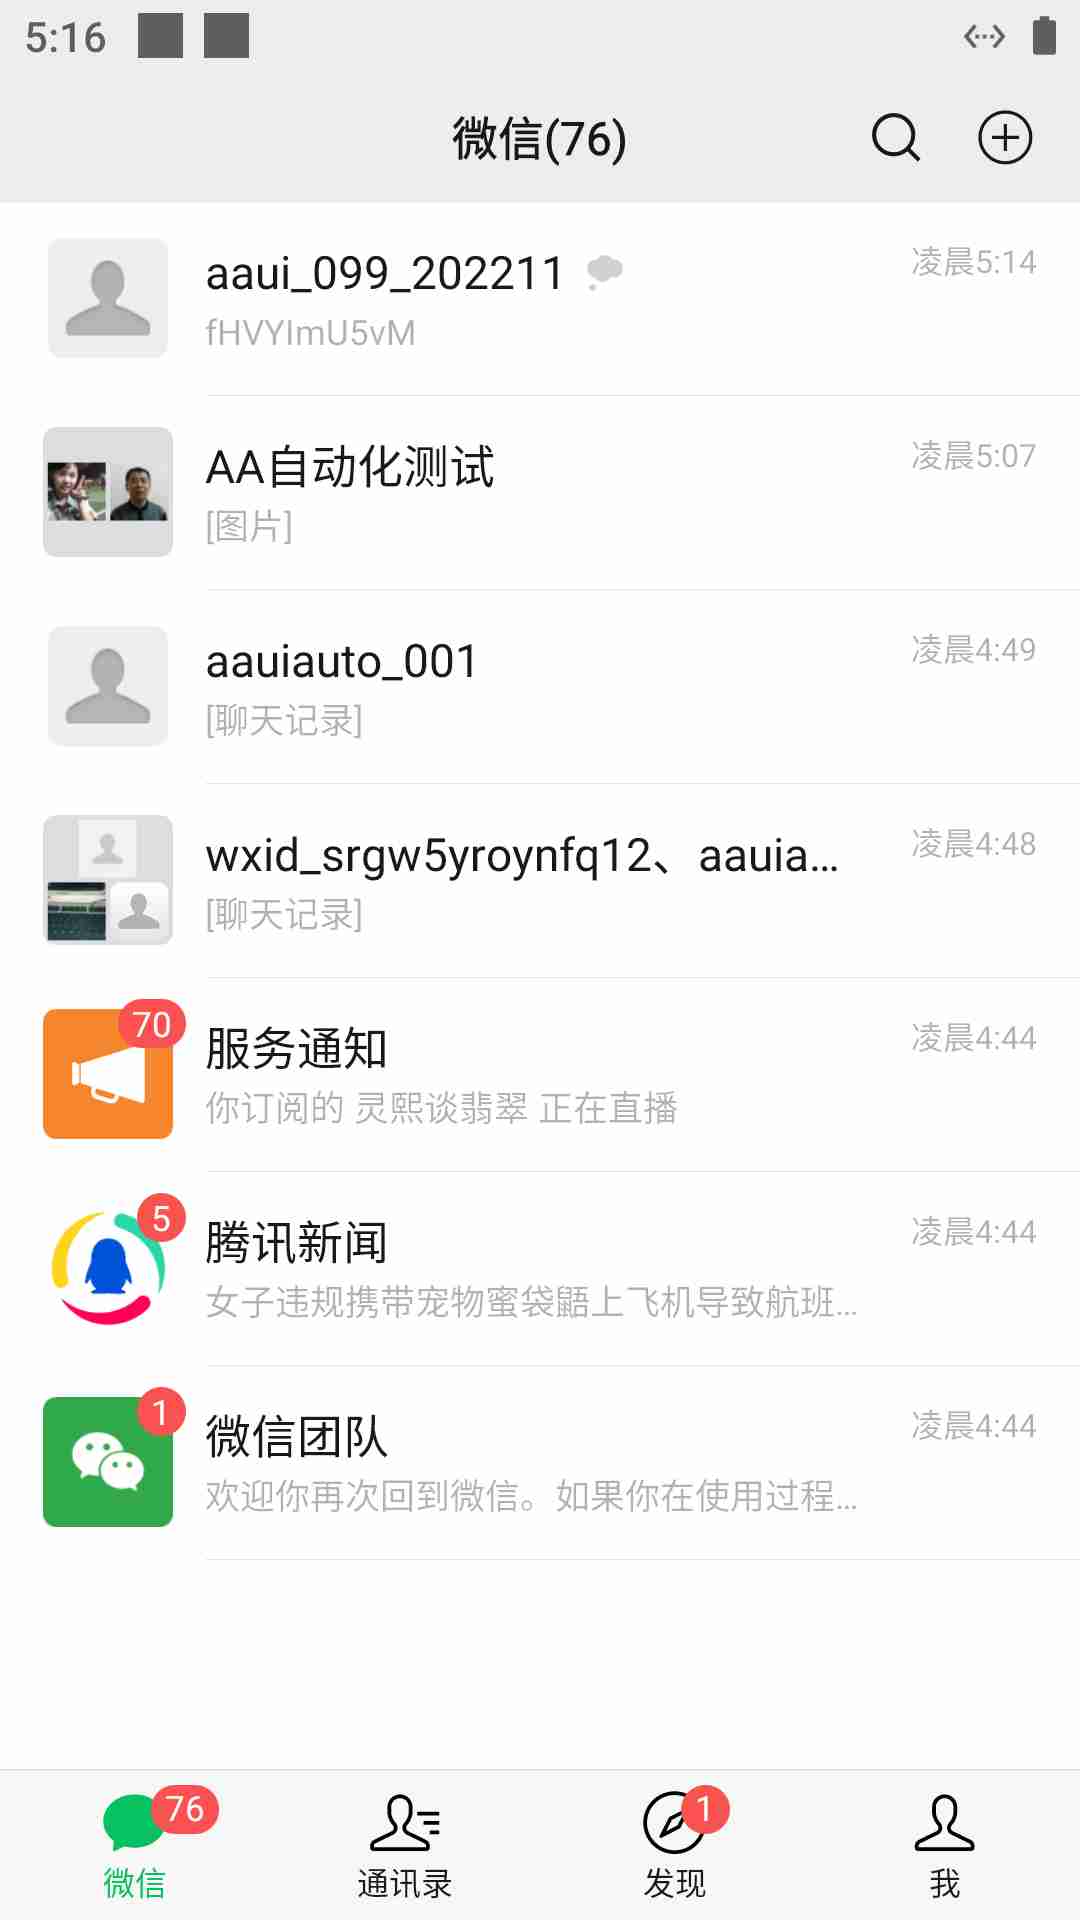 5:16
微信(76)
aaui_099_202211
凌晨5:14
fHVYImU5vM
AA自动化测试
凌晨5:07
[图片]
aauiauto_001
凌晨4:49
[聊天记录]
wxid_srgw5yroynfq12、aauia...
凌晨4:48
[聊天记录]
70
服务通知
凌晨4:44
你订阅的 灵熙谈翡翠 正在直播
5
腾讯新闻
凌晨4:44
女子违规携带宠物蜜袋鼯上飞机导致航班...
1
微信团队
凌晨4:44
欢迎你再次回到微信。如果你在使用过程...
76
1
微信
通讯录
发现
我